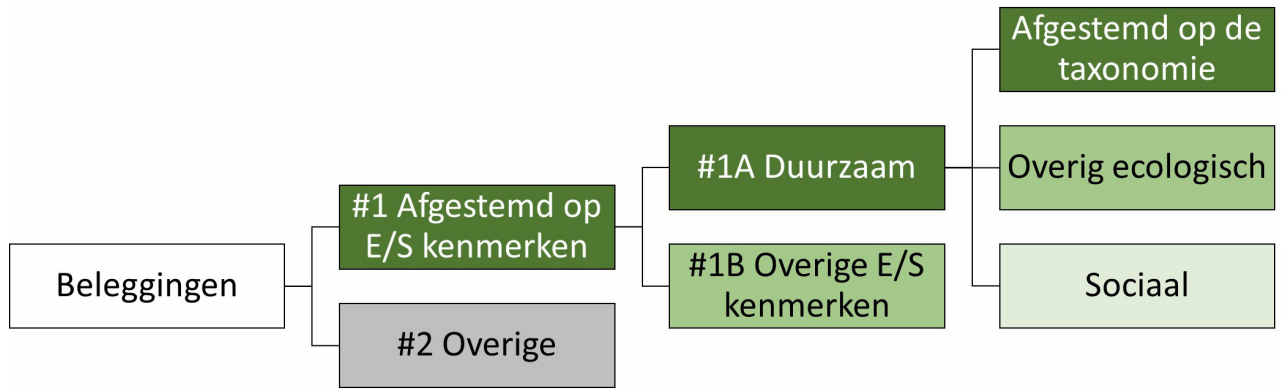 Beleggingen
#1 Afgestemd op
E/S kenmerken
#2 Overige
#1A Duurzaam
#1B Overige E/S
kenmerken
Afgestemd op de
taxonomie
Overig ecologisch
Sociaal